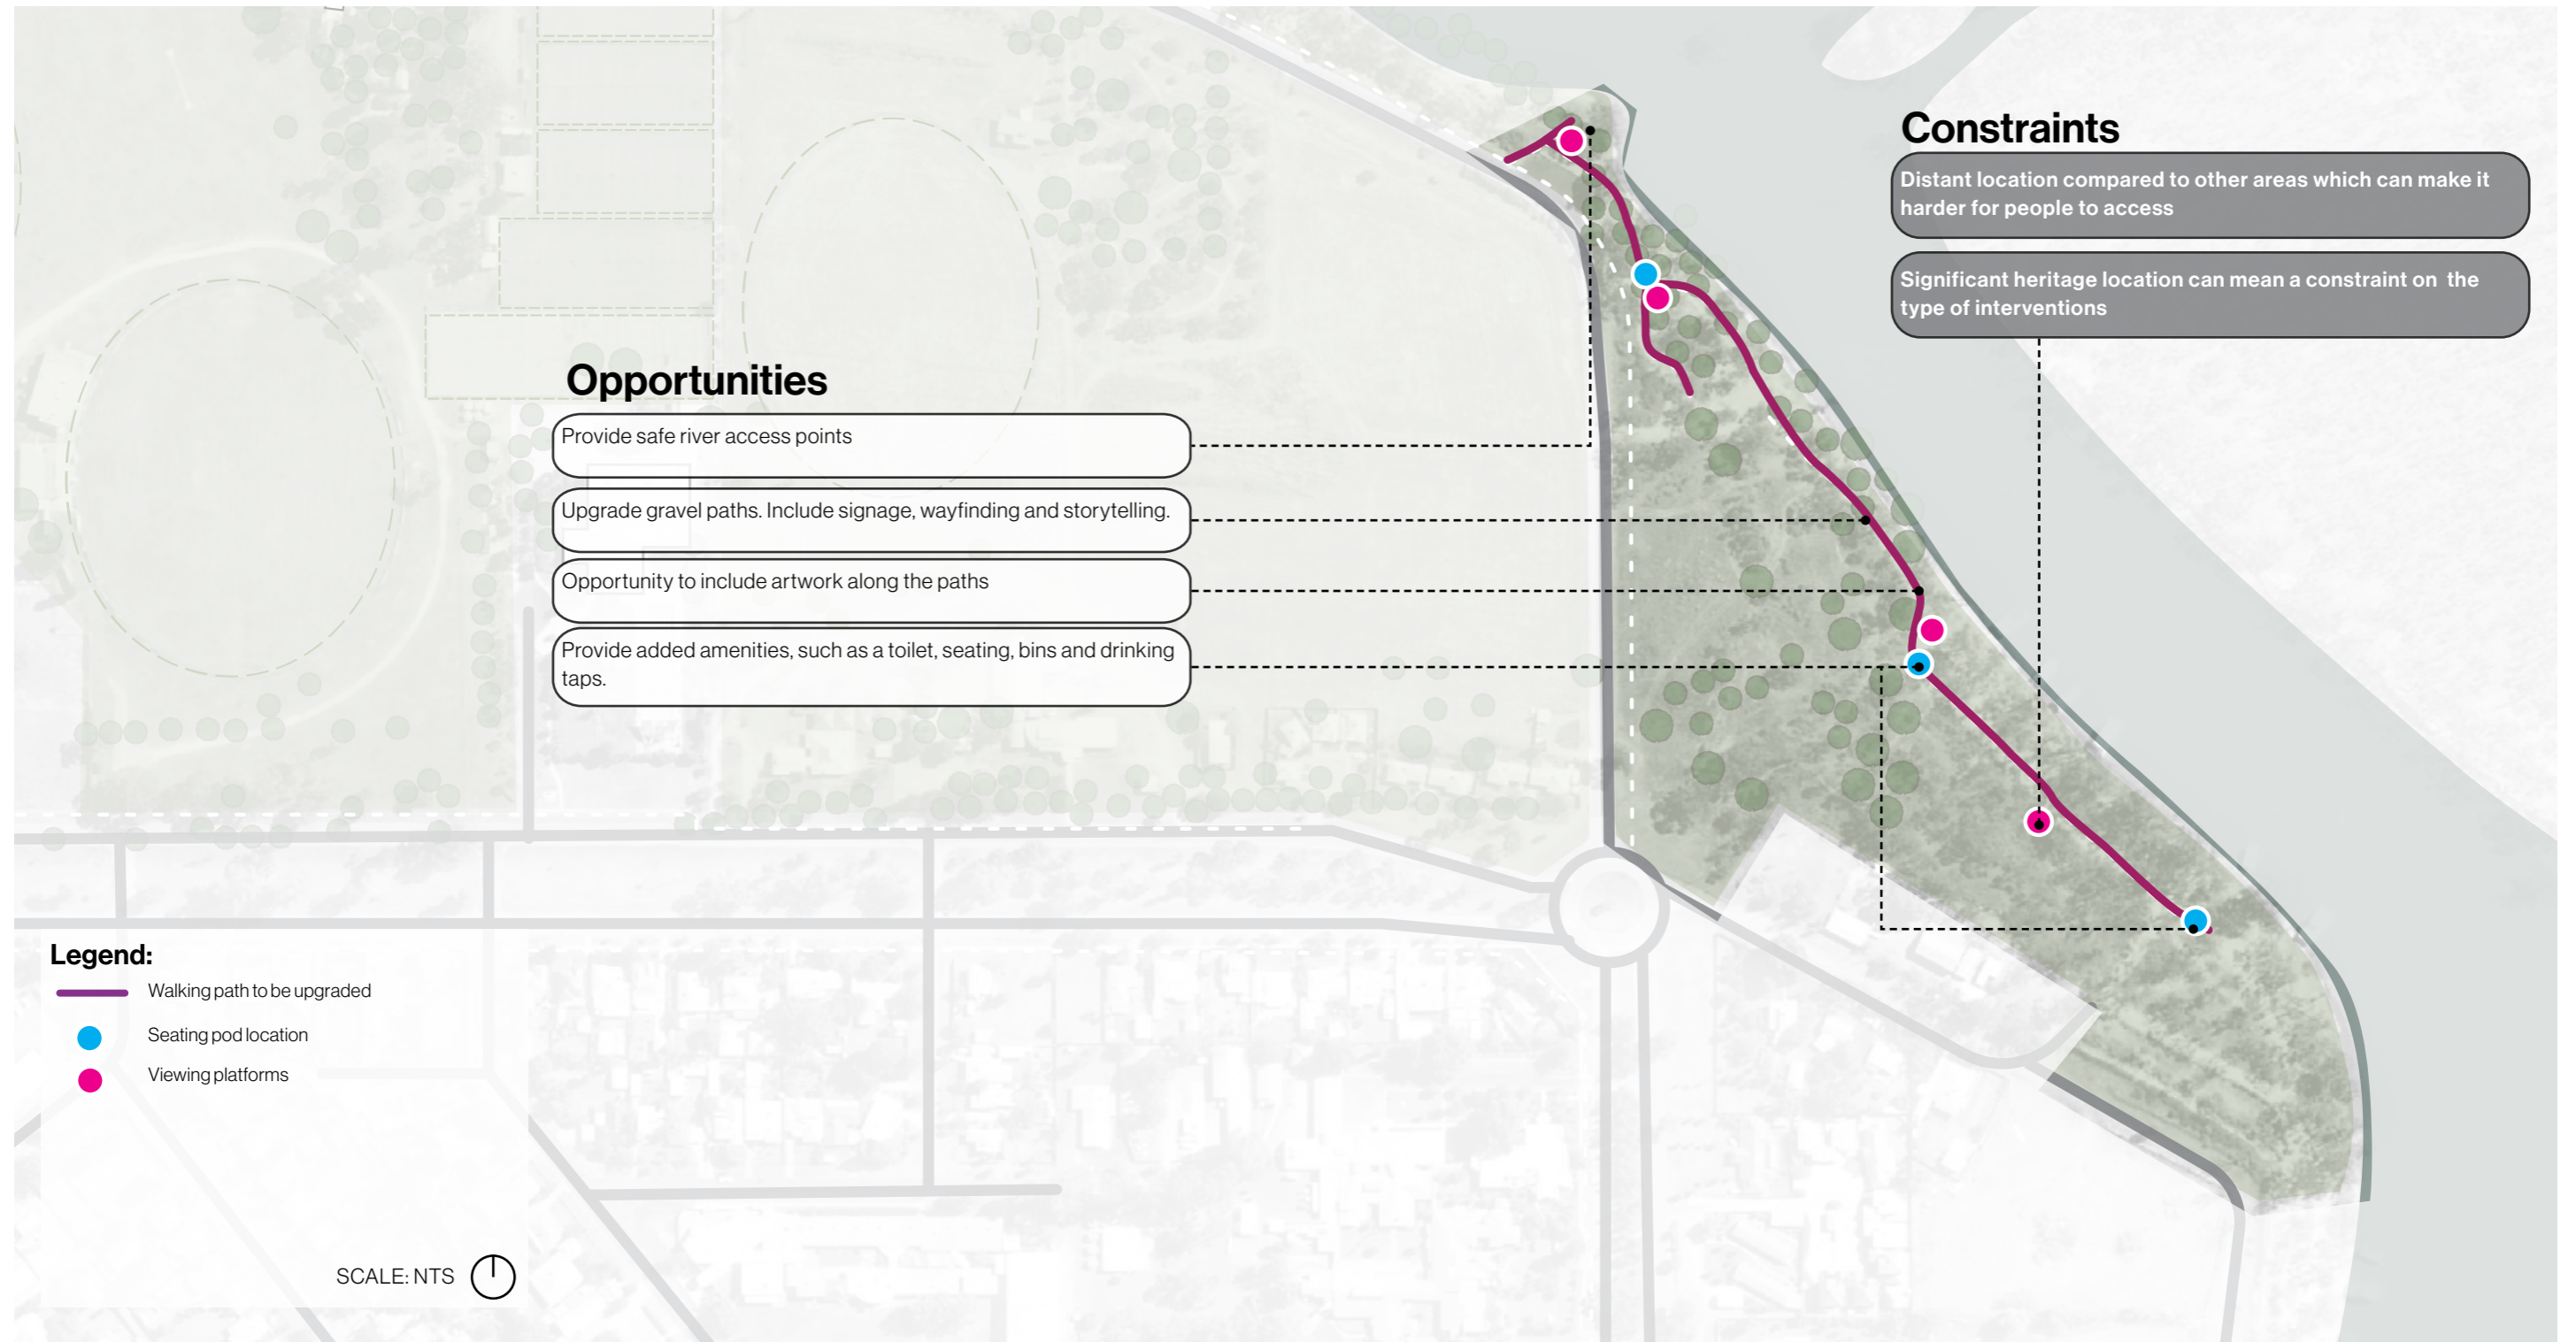 Constraints
Distant location compared to other areas which can make it
harder for people to access
Significant heritage location can mean a constraint on the
type of interventions
Opportunities
Provide safe river access points
Upgrade gravel paths. Include signage, wayfinding and storytelling.
Opportunity to include artwork along the paths
Provide added amenities, such as a toilet, seating, bins and drinking
taps.
Legend:
Walking path to be upgraded
Seating pod location
Viewing platforms
SCALE: NTS